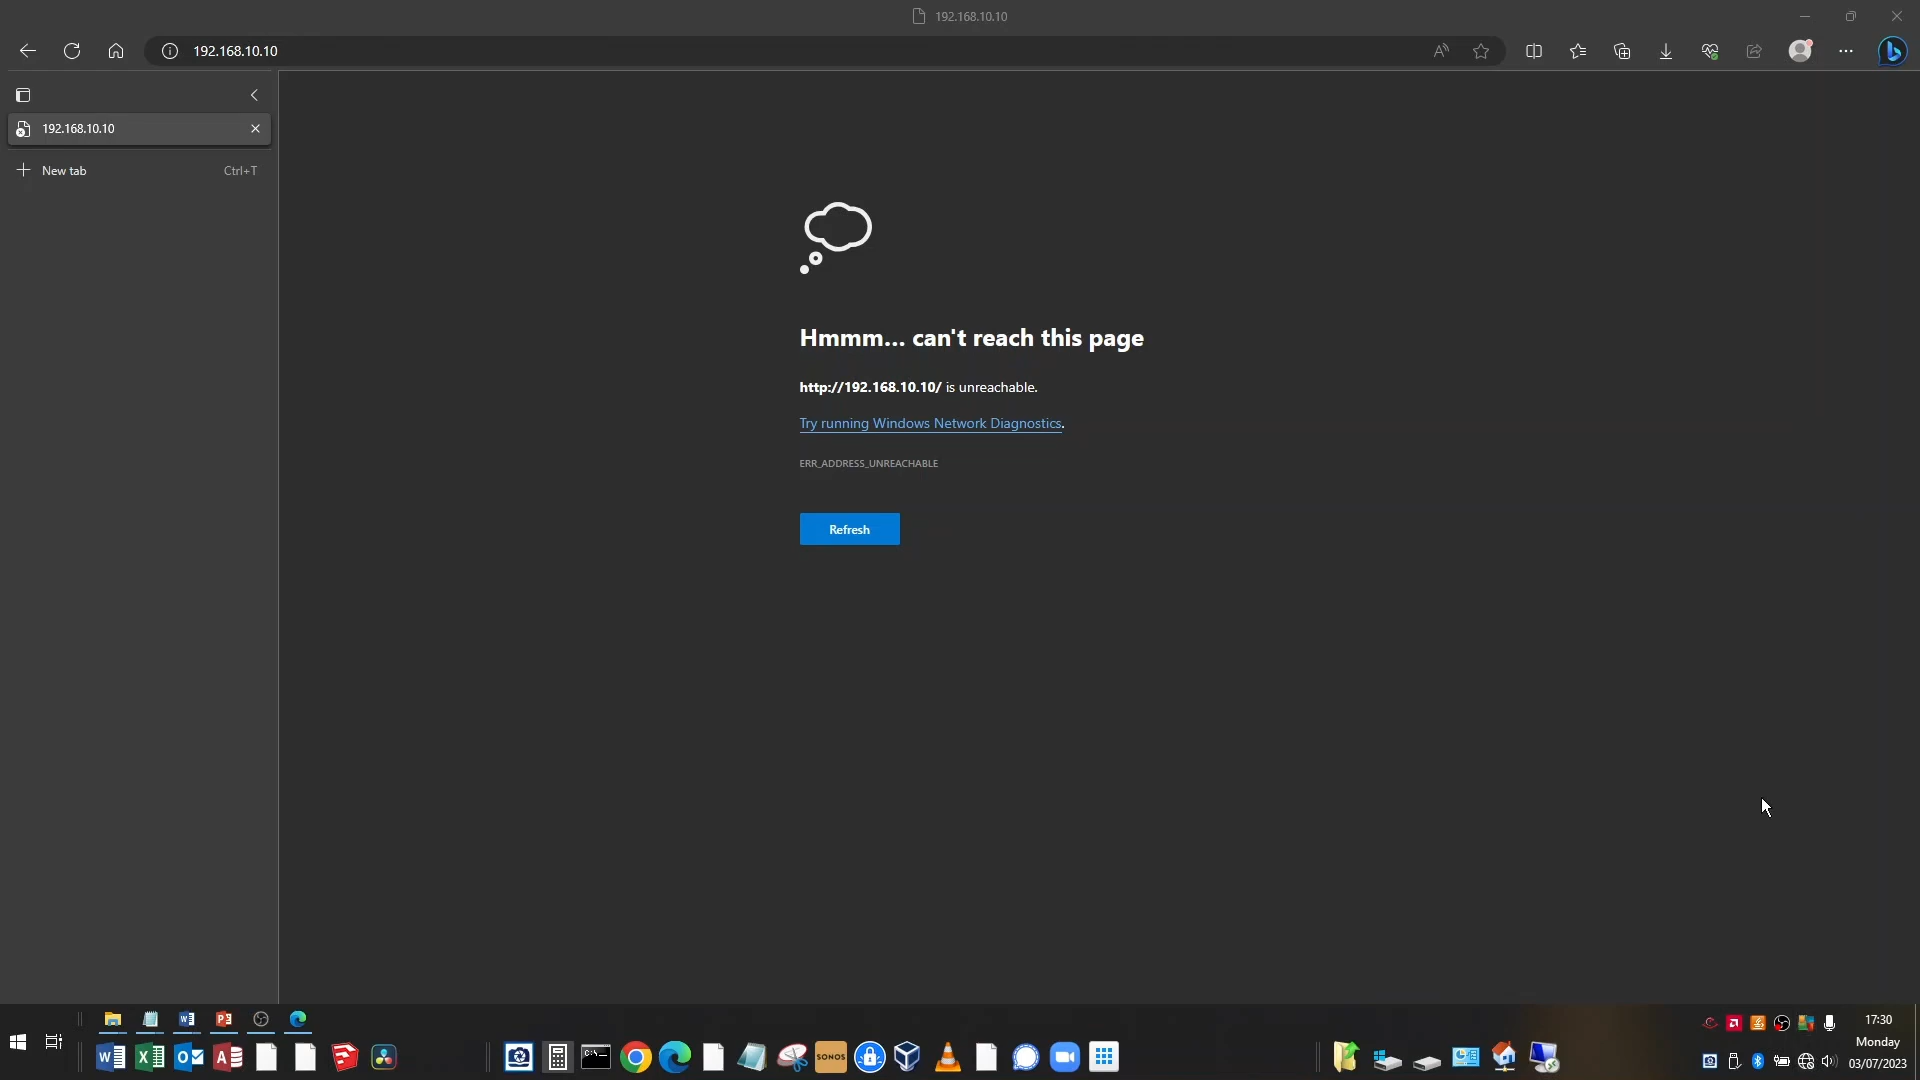 192.168.10.10
192.168.10.10
192.168.10.10
New tab
Ctrl+T
Hmmm... can't reach this page
http://192.168.10.10/ is unreachable.
Try running Windows Network Diagnostics.
ERR_ADDRESS_UNREACHABLE
Refresh
17:30
Monday
03/07/2023
SONOS